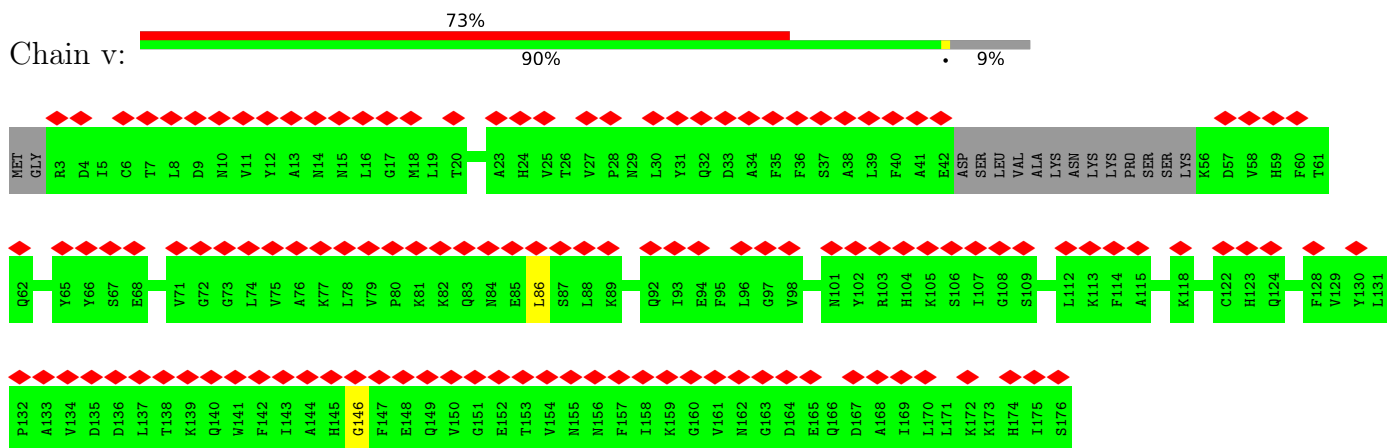 73%
Chain v:
90% • 9%
MET GLY R3 D4 I5 C6 T7 L8 D9 N10 V11 Y12 A13 N14 N15 L16 G17 M18 L19 T20 A23 H24 V25 T26 V27 P28 N29 L30 Y31 Q32 D33 A34 F35 F36 S37 A38 L39 F40 A41 E42 ASP SER LEU VAL ALA LYS ASN LYS LYS PRO SER SER LYS K56 D57 V58 H59 F60 T61
Q62 Y65 Y66 S67 E68 V71 G72 G73 L74 V75 A76 K77 L78 V79 P80 K81 K82 Q83 N84 E85 L86 S87 L88 K89 Q92 I93 E94 F95 L96 G97 V98 N101 Y102 R103 H104 K105 S106 I107 G108 S109 L112 K113 F114 A115 K118 C122 H123 Q124 F128 V129 Y130 L131
P132 A133 V134 D135 D136 L137 T138 K139 Q140 W141 F142 I143 A144 H145 G146 F147 E148 Q149 V150 G151 E152 T153 V154 N155 N156 F157 I158 K159 G160 V161 N162 G163 D164 E165 Q166 D167 A168 I169 L170 L171 K172 K173 H174 I175 S176